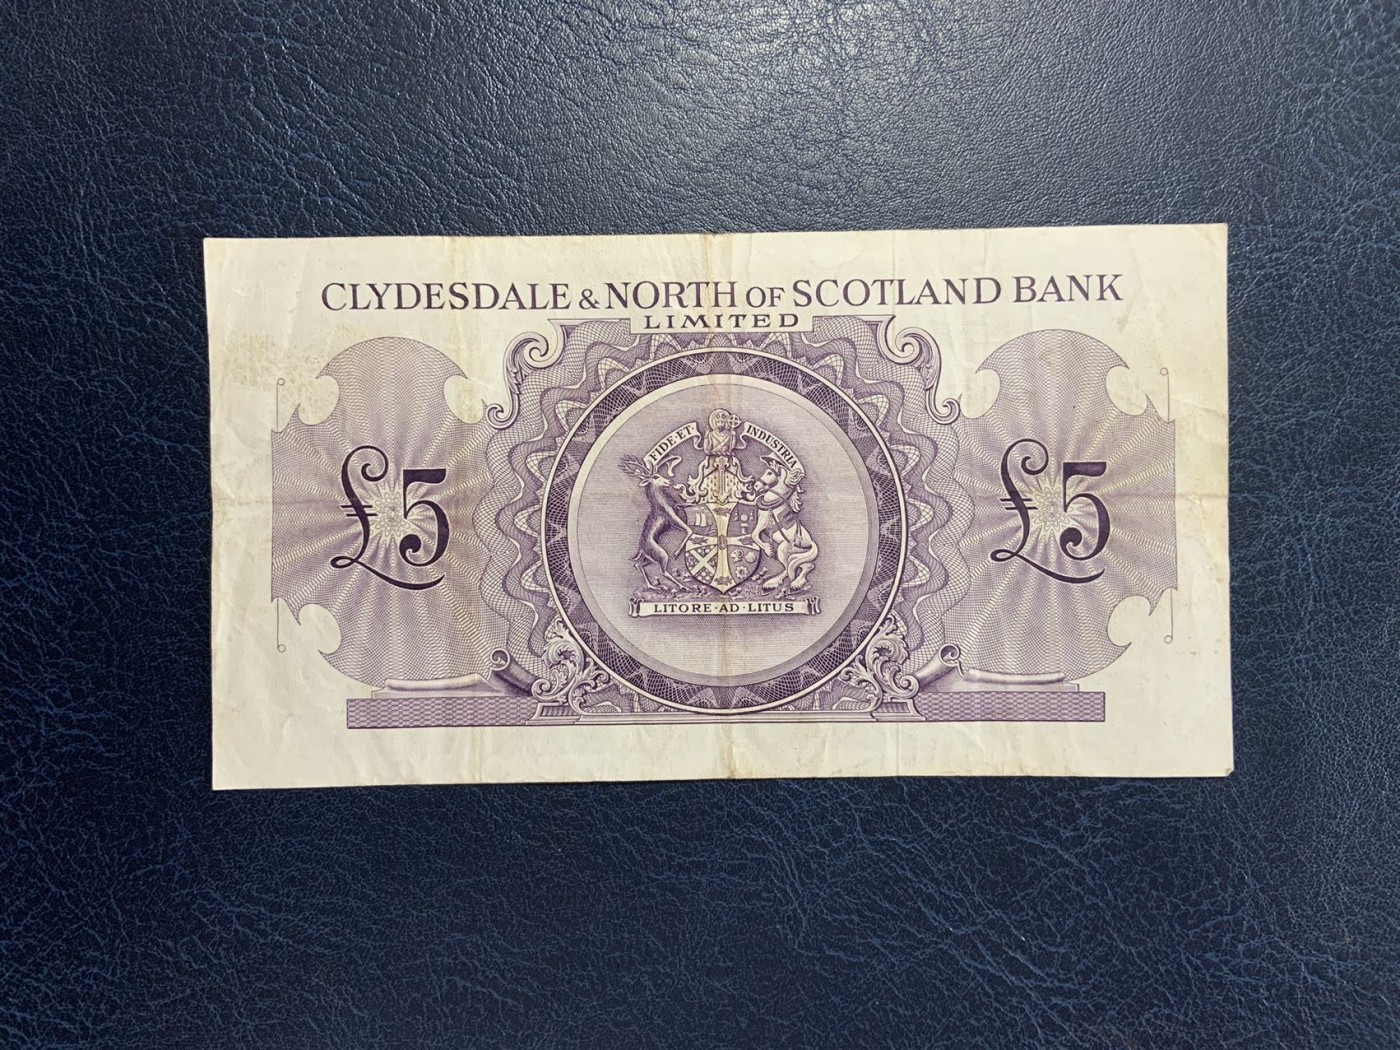 CLYDESDALE & NORTH OF SCOTLAND BANK
LIMITED
FIDE·ET INDUSTRIA
£5 £5
LITORE·AD·LITUS